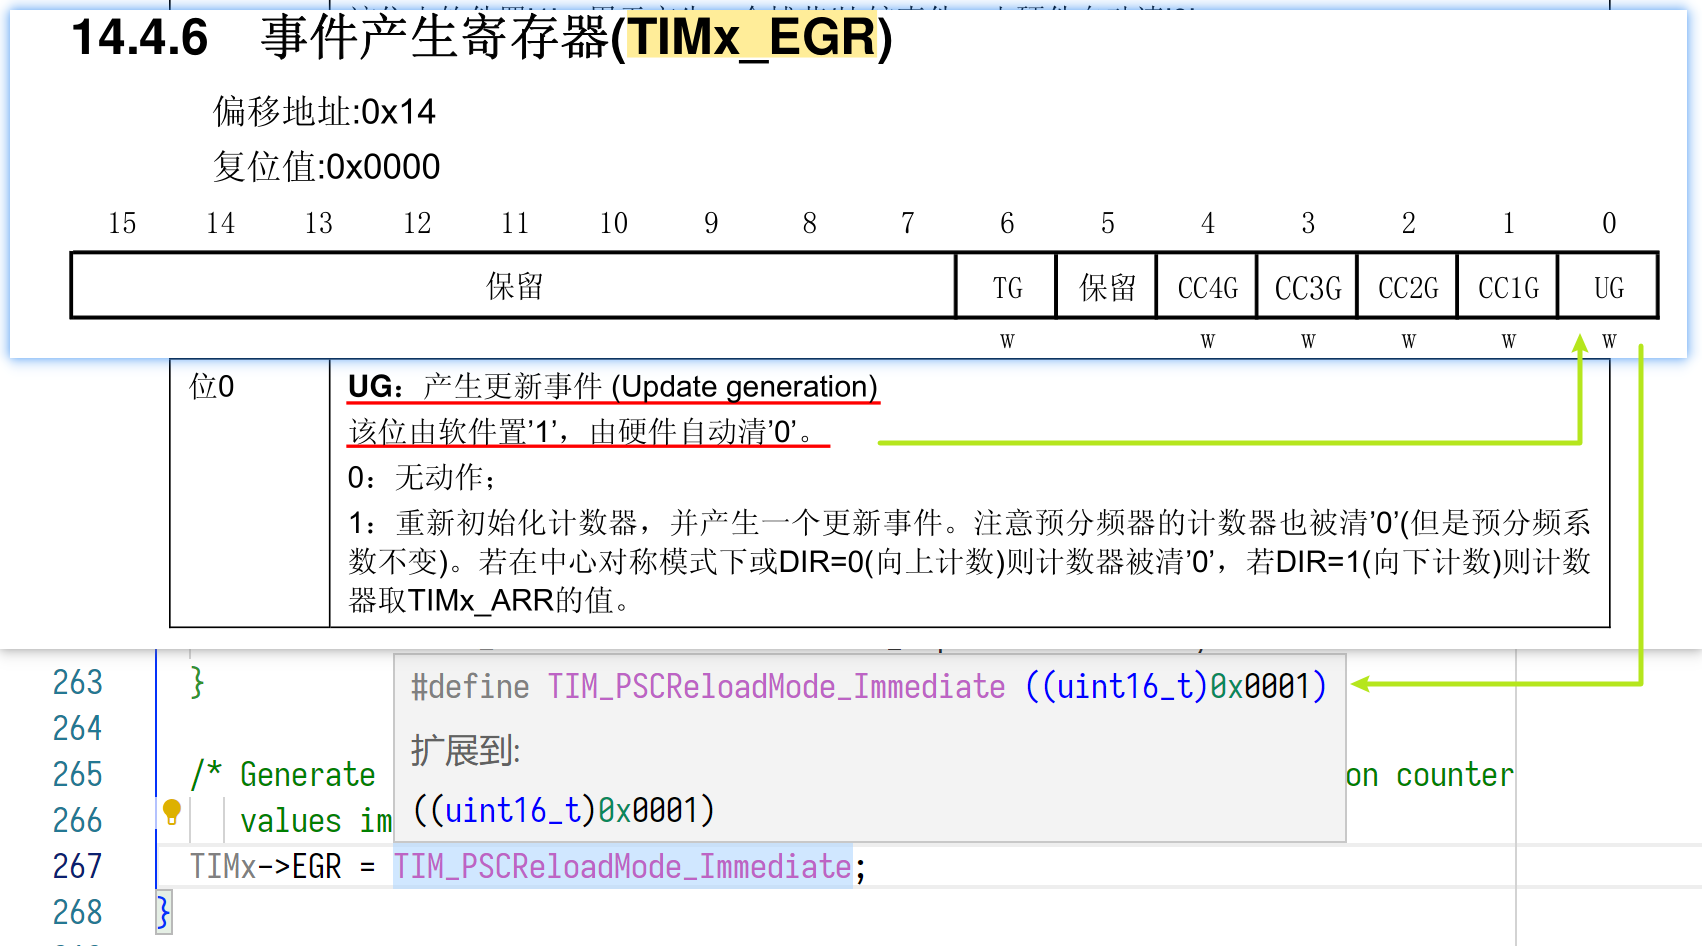 14.4.6 事件产生寄存器(TIMx_EGR)
偏移地址:0x14
复位值:0x0000
15 14 13 12 11 10 9 8 7 6 5 4 3 2 1 0
保留 TG 保留 CC4G CC3G CC2G CC1G UG
w w w w w w
位0 UG：产生更新事件 (Update generation)
该位由软件置’1’，由硬件自动清’0’。
0：无动作；
1：重新初始化计数器，并产生一个更新事件。注意预分频器的计数器也被清’0’(但是预分频系
数不变)。若在中心对称模式下或DIR=0(向上计数)则计数器被清’0’，若DIR=1(向下计数)则计数
器取TIMx_ARR的值。
263 }
#define TIM_PSCReloadMode_Immediate ((uint16_t)0x0001)
264
扩展到:
265 /* Generate on counter
266 values im
((uint16_t)0x0001)
267 TIMx->EGR = TIM_PSCReloadMode_Immediate;
268 }